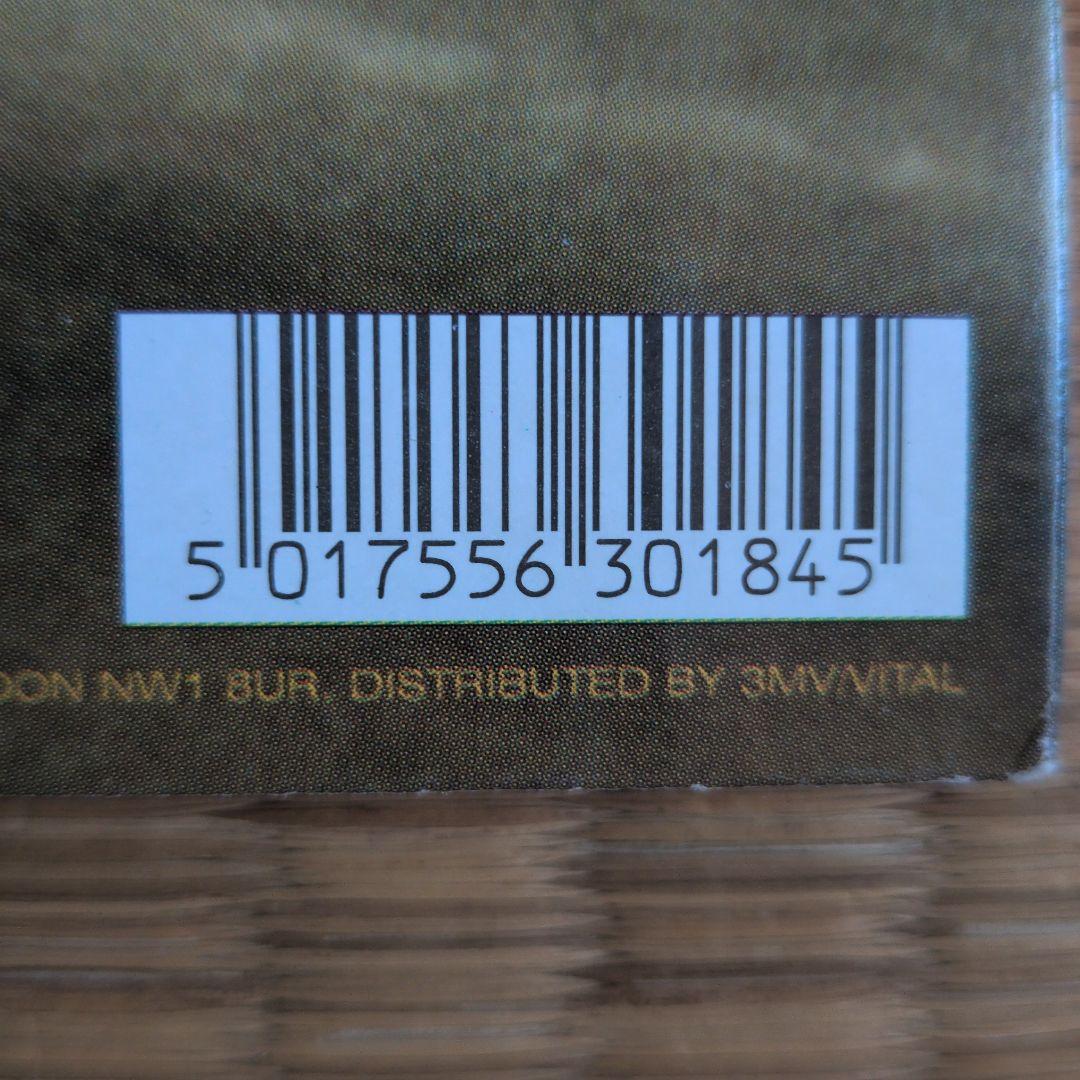 5 017556 301845
DON NW1 8UR. DISTRIBUTED BY 3MV/VITAL